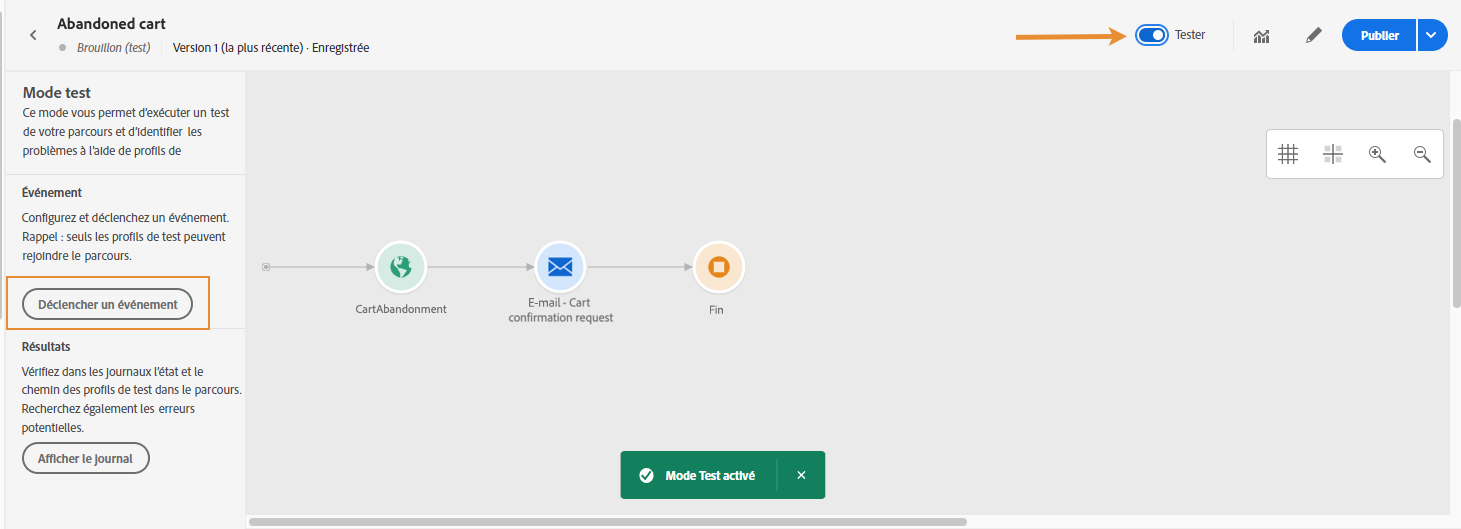 Abandoned cart
Brouillon (test)
Version 1 (la plus récente) · Enregistrée
Tester
Publier
Mode test
Ce mode vous permet d'exécuter un test
de votre parcours et d'identifier les
problèmes à l'aide de profils de
Événement
Configurez et déclenchez un événement.
Rappel : seuls les profils de test peuvent
rejoindre le parcours.
Déclencher un événement
Résultats
Vérifiez dans les journaux l'état et le
chemin des profils de test dans le parcours.
Recherchez également les erreurs
potentielles.
Afficher le journal
CartAbandonment
E-mail - Cart
confirmation request
Fin
Mode Test activé